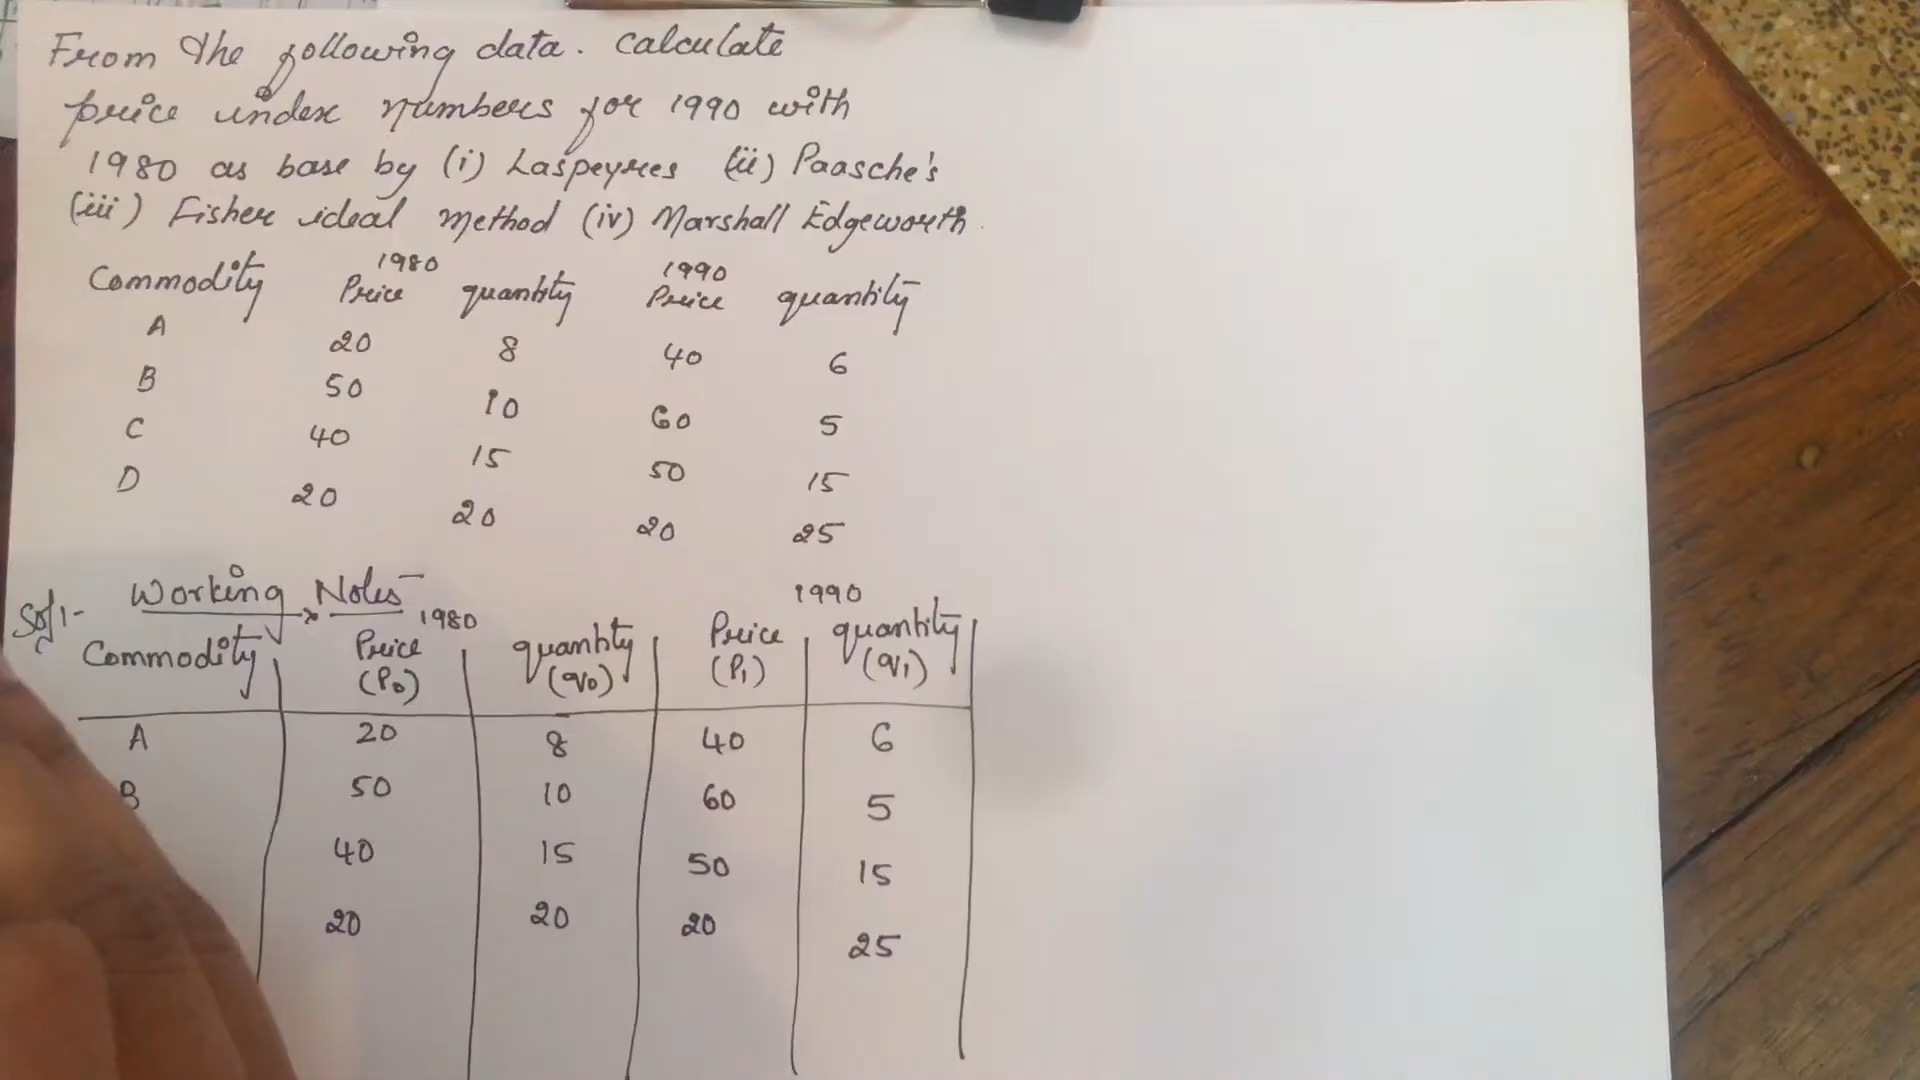 From the following data. Calculate
price index numbers for 1990 with
1980 as base by (i) Laspeyres (ii) Paasche's
(iii) Fisher ideal method (iv) Marshall Edgeworth.
1980 1990
Commodity Price quantity Price quantity
A 20 8 40 6
B 50 10 60 5
C 40 15 50 15
D 20 20 20 25
Sol:- Working Notes
1980 1990
Commodity Price (P0) quantity (q0) Price (P1) quantity (q1)
A 20 8 40 6
B 50 10 60 5
40 15 50 15
20 20 20 25